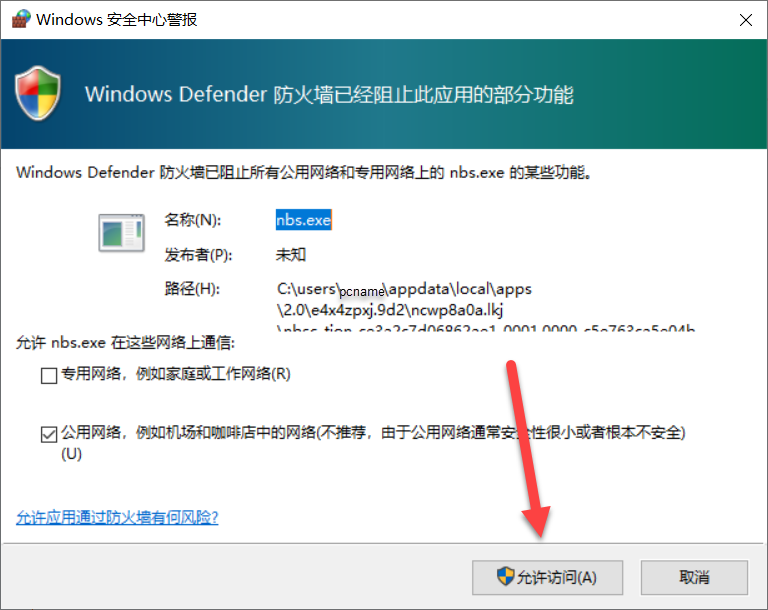 Windows 安全中心警报
Windows Defender 防火墙已经阻止此应用的部分功能
Windows Defender 防火墙已阻止所有公用网络和专用网络上的 nbs.exe 的某些功能。
名称(N): nbs.exe
发布者(P): 未知
路径(H): C:\users\pcname\appdata\local\apps
\2.0\e4x4zpxj.9d2\ncwp8a0a.lkj
允许 nbs.exe 在这些网络上通信:
专用网络，例如家庭或工作网络(R)
公用网络，例如机场和咖啡店中的网络(不推荐，由于公用网络通常安全性很小或者根本不安全)
(U)
允许应用通过防火墙有何风险?
允许访问(A) 取消